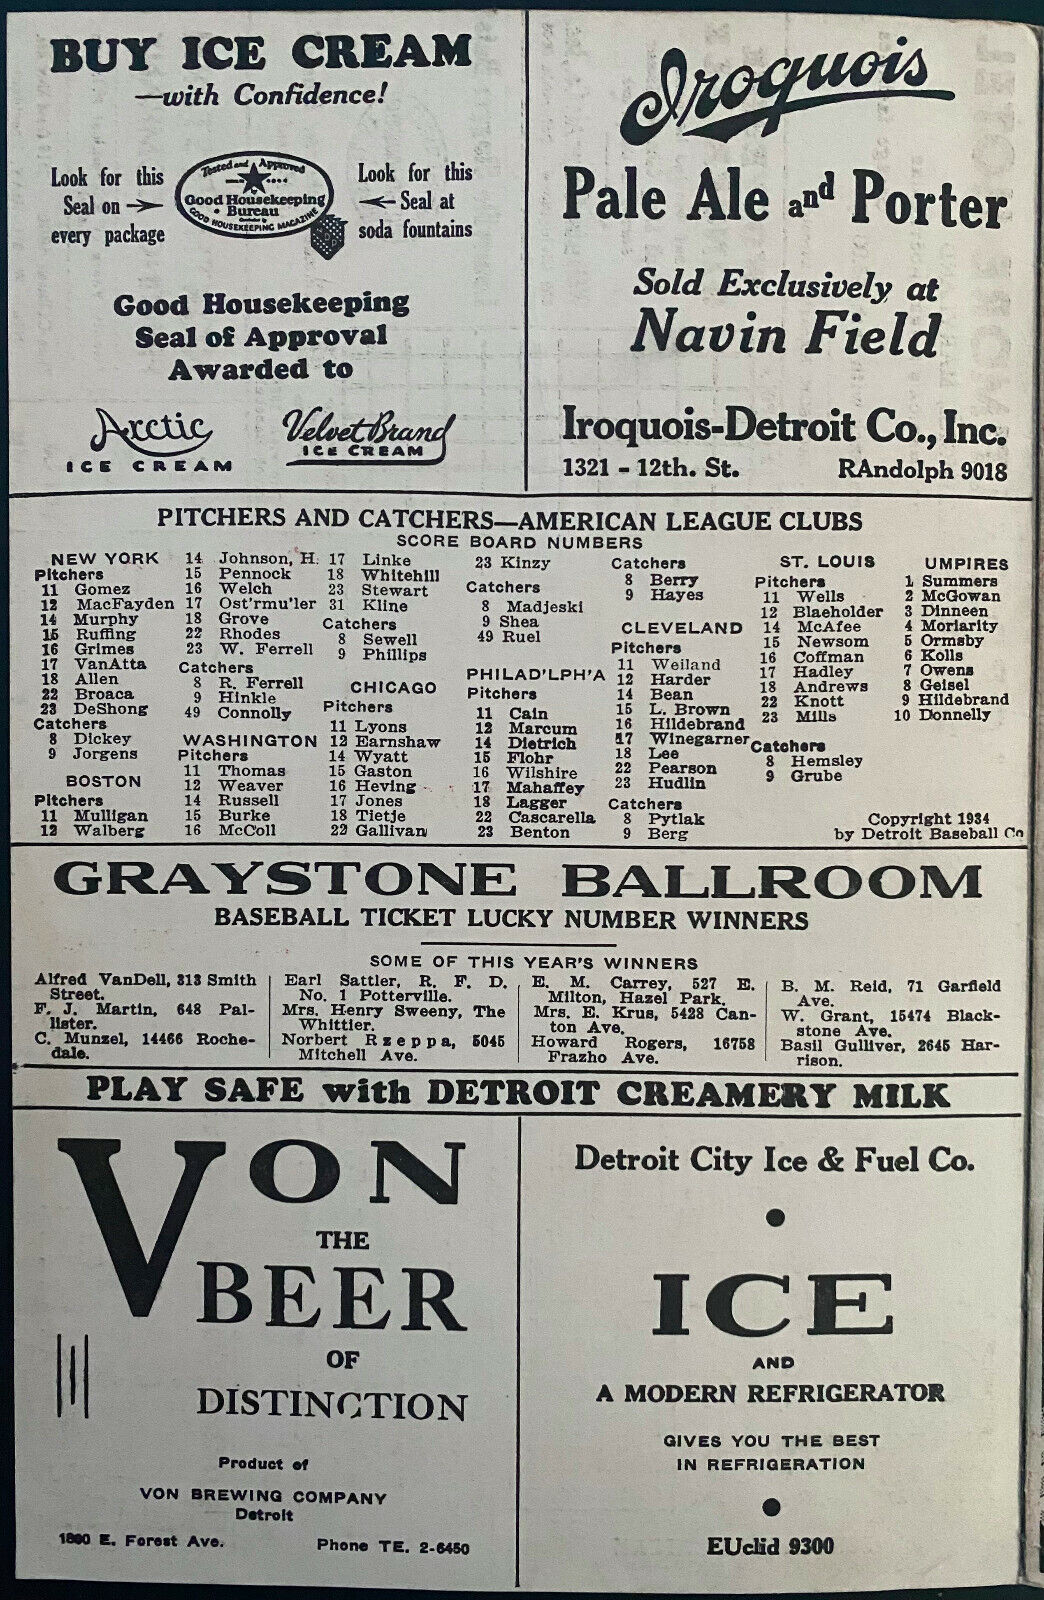 BUY ICE CREAM
—with Confidence!
Look for this
Seal on →
every package
Tested and Approved
Good Housekeeping
• Bureau •
GOOD HOUSEKEEPING MAGAZINE
Look for this
← Seal at
soda fountains
Good Housekeeping
Seal of Approval
Awarded to
Arctic
ICE CREAM
Velvet Brand
ICE CREAM
Iroquois
Pale Ale and Porter
Sold Exclusively at
Navin Field
Iroquois-Detroit Co., Inc.
1321 - 12th. St. RAndolph 9018
PITCHERS AND CATCHERS—AMERICAN LEAGUE CLUBS
SCORE BOARD NUMBERS
NEW YORK
Pitchers
11 Gomez
12 MacFayden
14 Murphy
15 Ruffing
16 Grimes
17 VanAtta
18 Allen
22 Broaca
23 DeShong
Catchers
8 Dickey
9 Jorgens
BOSTON
Pitchers
11 Mulligan
12 Walberg
14 Johnson, H.
15 Pennock
16 Welch
17 Ost'rmu'ler
18 Grove
22 Rhodes
23 W. Ferrell
Catchers
8 R. Ferrell
9 Hinkle
49 Connolly
WASHINGTON
Pitchers
11 Thomas
12 Weaver
14 Russell
15 Burke
16 McColl
17 Linke
18 Whitehill
23 Stewart
31 Kline
Catchers
8 Sewell
9 Phillips
CHICAGO
Pitchers
11 Lyons
12 Earnshaw
14 Wyatt
15 Gaston
16 Heving
17 Jones
18 Tietje
22 Gallivan
23 Kinzy
Catchers
8 Madjeski
9 Shea
49 Ruel
PHILAD'LPH'A
Pitchers
11 Cain
12 Marcum
14 Dietrich
15 Flohr
16 Wilshire
17 Mahaffey
18 Lagger
22 Cascarella
23 Benton
Catchers
8 Berry
9 Hayes
CLEVELAND
Pitchers
11 Weiland
12 Harder
14 Bean
15 L. Brown
16 Hildebrand
17 Winegarner
18 Lee
22 Pearson
23 Hudlin
Catchers
8 Pytlak
9 Berg
ST. LOUIS
Pitchers
11 Wells
12 Blaeholder
14 McAfee
15 Newsom
16 Coffman
17 Hadley
18 Andrews
22 Knott
23 Mills
Catchers
8 Hemsley
9 Grube
UMPIRES
1 Summers
2 McGowan
3 Dinneen
4 Moriarity
5 Ormsby
6 Kolls
7 Owens
8 Geisel
9 Hildebrand
10 Donnelly
Copyright 1934
by Detroit Baseball Co
GRAYSTONE BALLROOM
BASEBALL TICKET LUCKY NUMBER WINNERS
SOME OF THIS YEAR'S WINNERS
Alfred VanDell, 313 Smith
Street.
F. J. Martin, 648 Pal-
lister.
C. Munzel, 14466 Roche-
dale.
Earl Sattler, R. F. D.
No. 1 Potterville.
Mrs. Henry Sweeny, The
Whittier.
Norbert Rzeppa, 5045
Mitchell Ave.
E. M. Carrey, 527 E.
Milton, Hazel Park.
Mrs. E. Krus, 5428 Can-
ton Ave.
Howard Rogers, 16758
Frazho Ave.
B. M. Reid, 71 Garfield
Ave.
W. Grant, 15474 Black-
stone Ave.
Basil Gulliver, 2645 Har-
rison.
PLAY SAFE with DETROIT CREAMERY MILK
VON
THE
BEER
OF
DISTINCTION
Product of
VON BREWING COMPANY
Detroit
E. Forest Ave. Phone TE. 2-6450
Detroit City Ice & Fuel Co.
ICE
AND
A MODERN REFRIGERATOR
GIVES YOU THE BEST
IN REFRIGERATION
EUclid 9300